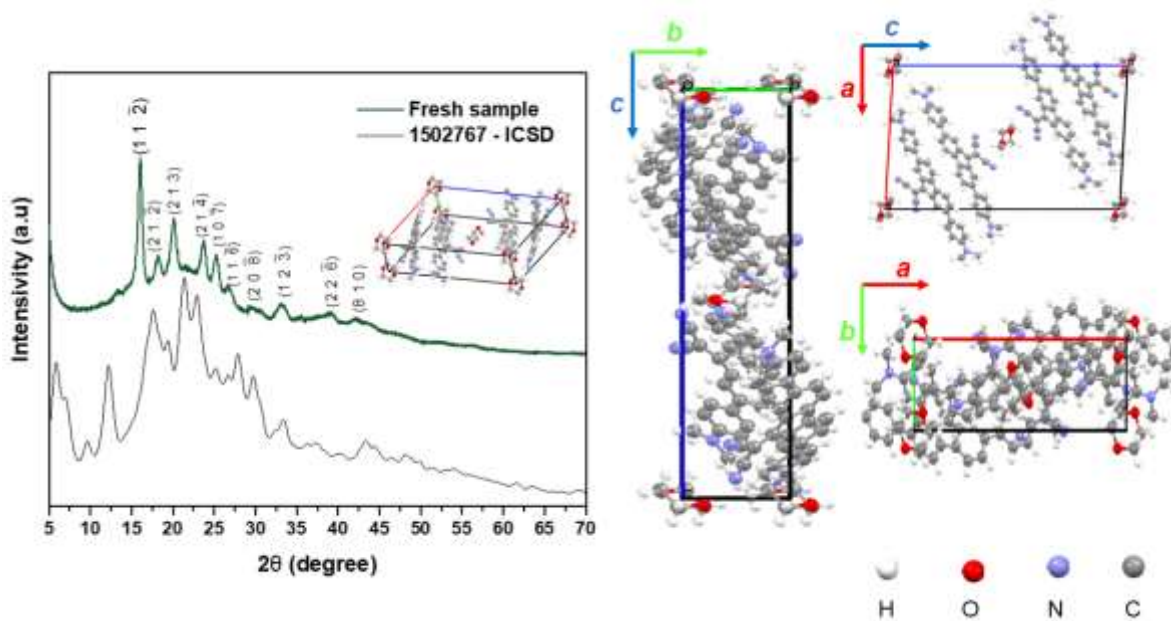 Intensivity (a.u)
Fresh sample
1502767 - ICSD
(1 1 2̄)
(2 1 2̄)
(2 1 3)
(2 1 4̄)
(1 0 7̄)
(1 1 6̄)
(2 0 8̄)
(1 2 3̄)
(2 2 6̄)
(8 1 0)
5 10 15 20 25 30 35 40 45 50 55 60 65 70
2θ (degree)
b
c
c
a
a
b
H O N C